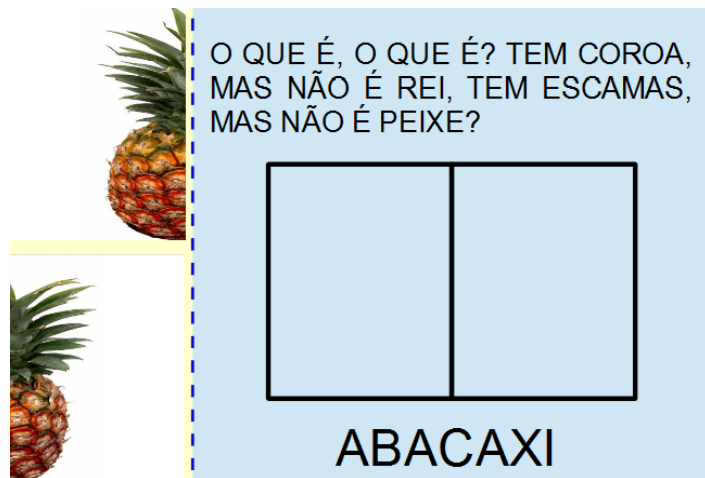 O QUE É, O QUE É? TEM COROA,
MAS NÃO É REI, TEM ESCAMAS,
MAS NÃO É PEIXE?
ABACAXI